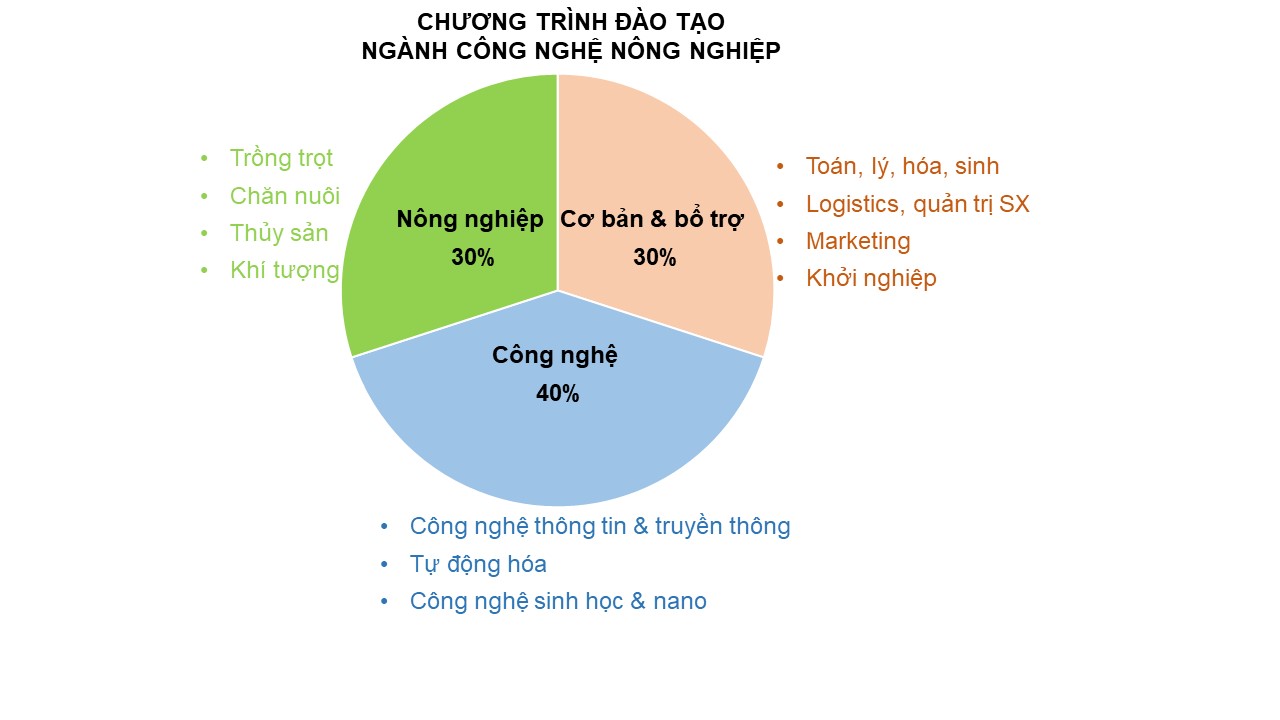 CHƯƠNG TRÌNH ĐÀO TẠO
NGÀNH CÔNG NGHỆ NÔNG NGHIỆP
• Trồng trọt
• Chăn nuôi
• Thủy sản
• Khí tượng
Nông nghiệp
30%
Cơ bản & bổ trợ
30%
• Toán, lý, hóa, sinh
• Logistics, quản trị SX
• Marketing
• Khởi nghiệp
Công nghệ
40%
• Công nghệ thông tin & truyền thông
• Tự động hóa
• Công nghệ sinh học & nano